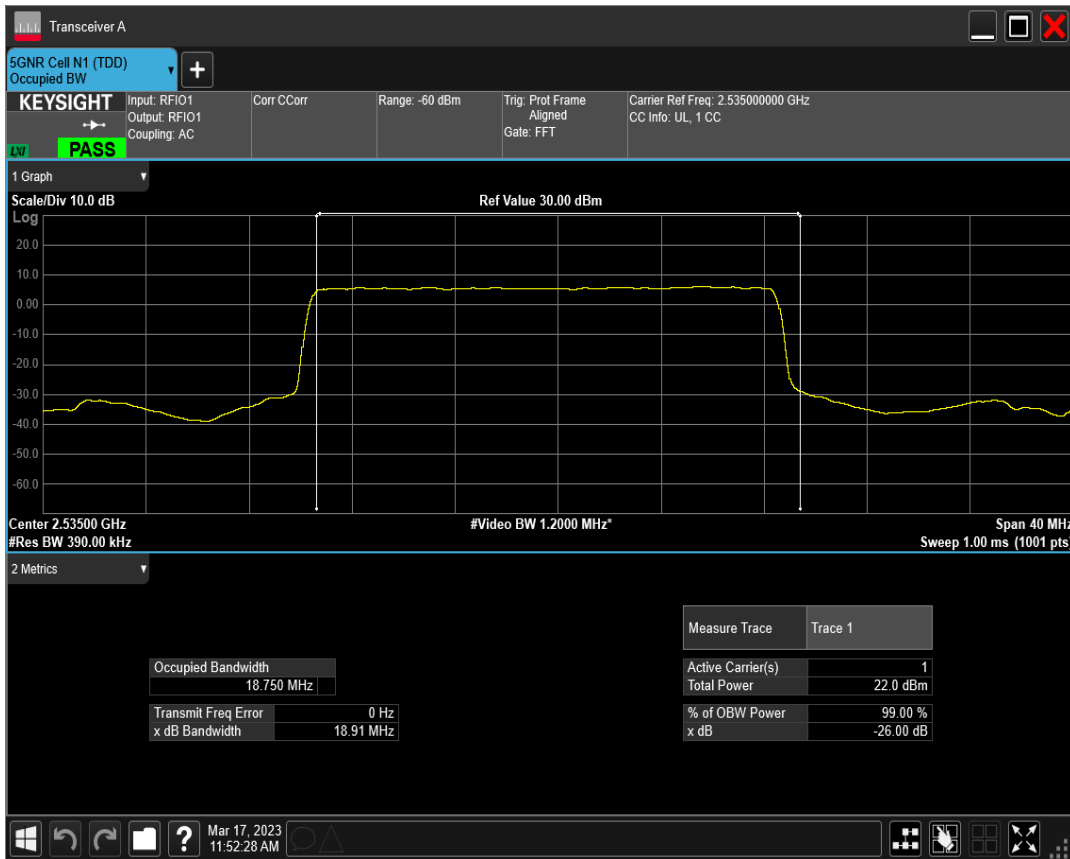 Transceiver A
5GNR Cell N1 (TDD)
Occupied BW
+
KEYSIGHT
LXI
PASS
Input: RFIO1
Output: RFIO1
Coupling: AC
Corr CCorr
Range: -60 dBm
Trig: Prot Frame
Aligned
Gate: FFT
Carrier Ref Freq: 2.535000000 GHz
CC Info: UL, 1 CC
1 Graph
Scale/Div 10.0 dB
Ref Value 30.00 dBm
Log
20.0
10.0
0.00
-10.0
-20.0
-30.0
-40.0
-50.0
-60.0
Center 2.53500 GHz
#Video BW 1.2000 MHz*
Span 40 MHz
#Res BW 390.00 kHz
Sweep 1.00 ms (1001 pts)
2 Metrics
Measure Trace Trace 1
Occupied Bandwidth
18.750 MHz
Active Carrier(s) 1
Total Power 22.0 dBm
Transmit Freq Error 0 Hz
x dB Bandwidth 18.91 MHz
% of OBW Power 99.00 %
x dB -26.00 dB
?
Mar 17, 2023
11:52:28 AM